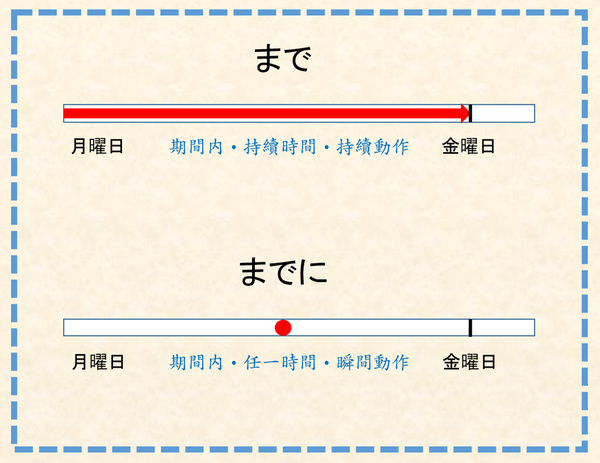 まで
月曜日 期間内・持續時間・持續動作 金曜日
までに
月曜日 期間内・任一時間・瞬間動作 金曜日